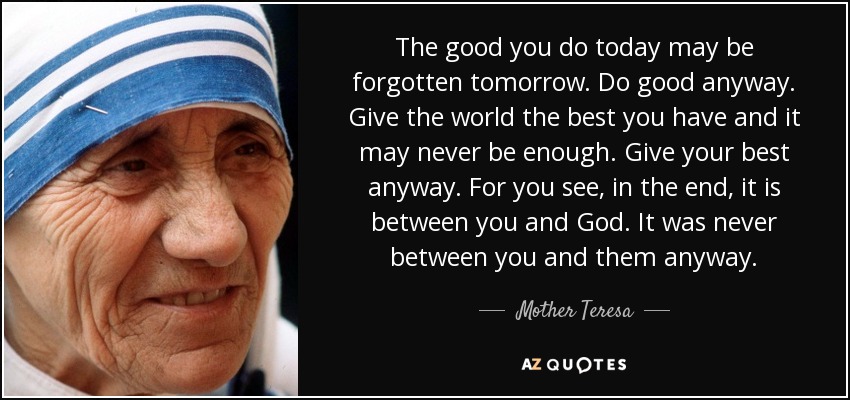 The good you do today may be
forgotten tomorrow. Do good anyway.
Give the world the best you have and it
may never be enough. Give your best
anyway. For you see, in the end, it is
between you and God. It was never
between you and them anyway.
Mother Teresa
AZ QUOTES